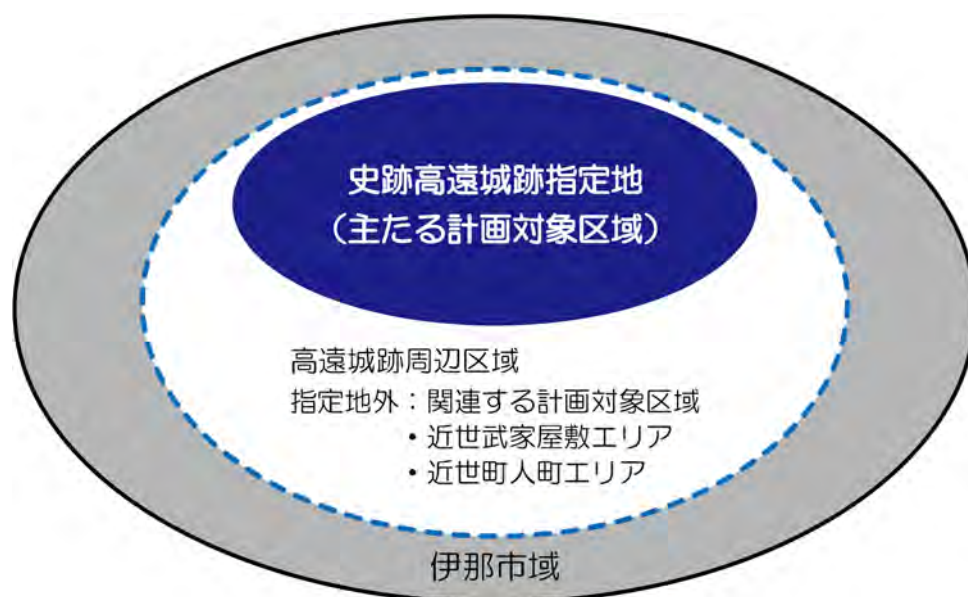 史跡高遠城跡指定地
（主たる計画対象区域）
高遠城跡周辺区域
指定地外：関連する計画対象区域
・近世武家屋敷エリア
・近世町人町エリア
伊那市域